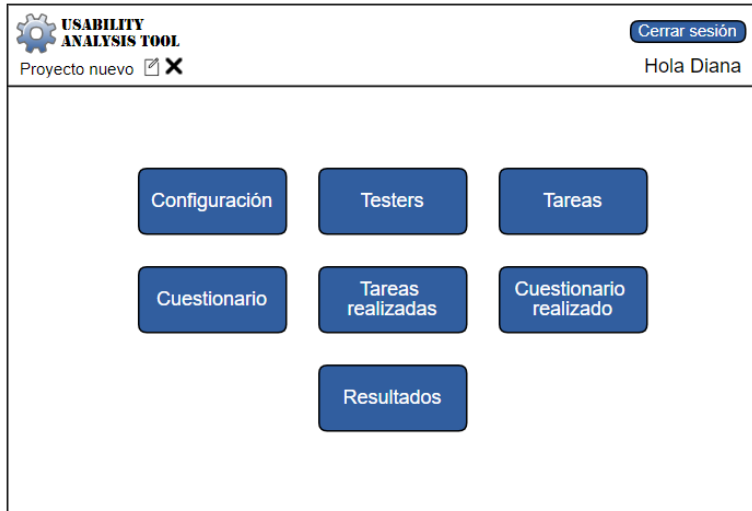 USABILITY
ANALYSIS TOOL
Cerrar sesión
Proyecto nuevo
Hola Diana
Configuración
Testers
Tareas
Cuestionario
Tareas
realizadas
Cuestionario
realizado
Resultados